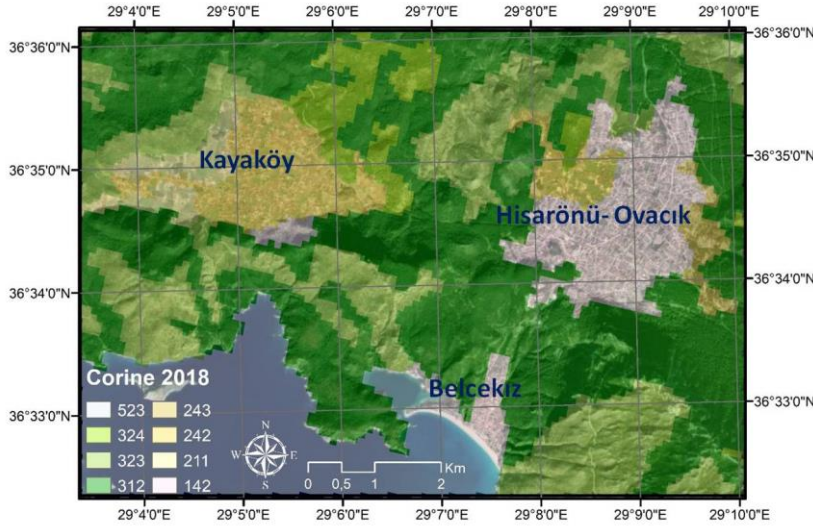 29°4'0"E 29°5'0"E 29°6'0"E 29°7'0"E 29°8'0"E 29°9'0"E 29°10'0"E
36°36'0"N 36°36'0"N
Kayaköy
36°35'0"N 36°35'0"N
Hisarönü- Ovacık
36°34'0"N 36°34'0"N
Corine 2018
Belcekız
523 243
36°33'0"N 36°33'0"N
324 242
323 211
312 142
N
W E
S
Km
0 0,5 1 2
29°4'0"E 29°5'0"E 29°6'0"E 29°7'0"E 29°8'0"E 29°9'0"E 29°10'0"E